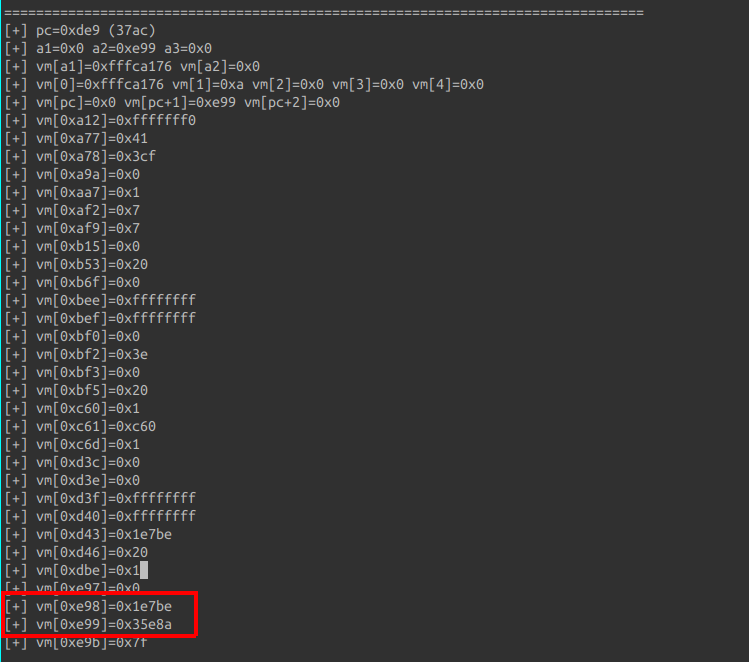 ================================================================================
[+] pc=0xde9 (37ac)
[+] a1=0x0 a2=0xe99 a3=0x0
[+] vm[a1]=0xfffca176 vm[a2]=0x0
[+] vm[0]=0xfffca176 vm[1]=0xa vm[2]=0x0 vm[3]=0x0 vm[4]=0x0
[+] vm[pc]=0x0 vm[pc+1]=0xe99 vm[pc+2]=0x0
[+] vm[0xa12]=0xfffffff0
[+] vm[0xa77]=0x41
[+] vm[0xa78]=0x3cf
[+] vm[0xa9a]=0x0
[+] vm[0xaa7]=0x1
[+] vm[0xaf2]=0x7
[+] vm[0xaf9]=0x7
[+] vm[0xb15]=0x0
[+] vm[0xb53]=0x20
[+] vm[0xb6f]=0x0
[+] vm[0xbee]=0xffffffff
[+] vm[0xbef]=0xffffffff
[+] vm[0xbf0]=0x0
[+] vm[0xbf2]=0x3e
[+] vm[0xbf3]=0x0
[+] vm[0xbf5]=0x20
[+] vm[0xc60]=0x1
[+] vm[0xc61]=0xc60
[+] vm[0xc6d]=0x1
[+] vm[0xd3c]=0x0
[+] vm[0xd3e]=0x0
[+] vm[0xd3f]=0xffffffff
[+] vm[0xd40]=0xffffffff
[+] vm[0xd43]=0x1e7be
[+] vm[0xd46]=0x20
[+] vm[0xdbe]=0x1
[+] vm[0xe97]=0x0
[+] vm[0xe98]=0x1e7be
[+] vm[0xe99]=0x35e8a
[+] vm[0xe9b]=0x7f